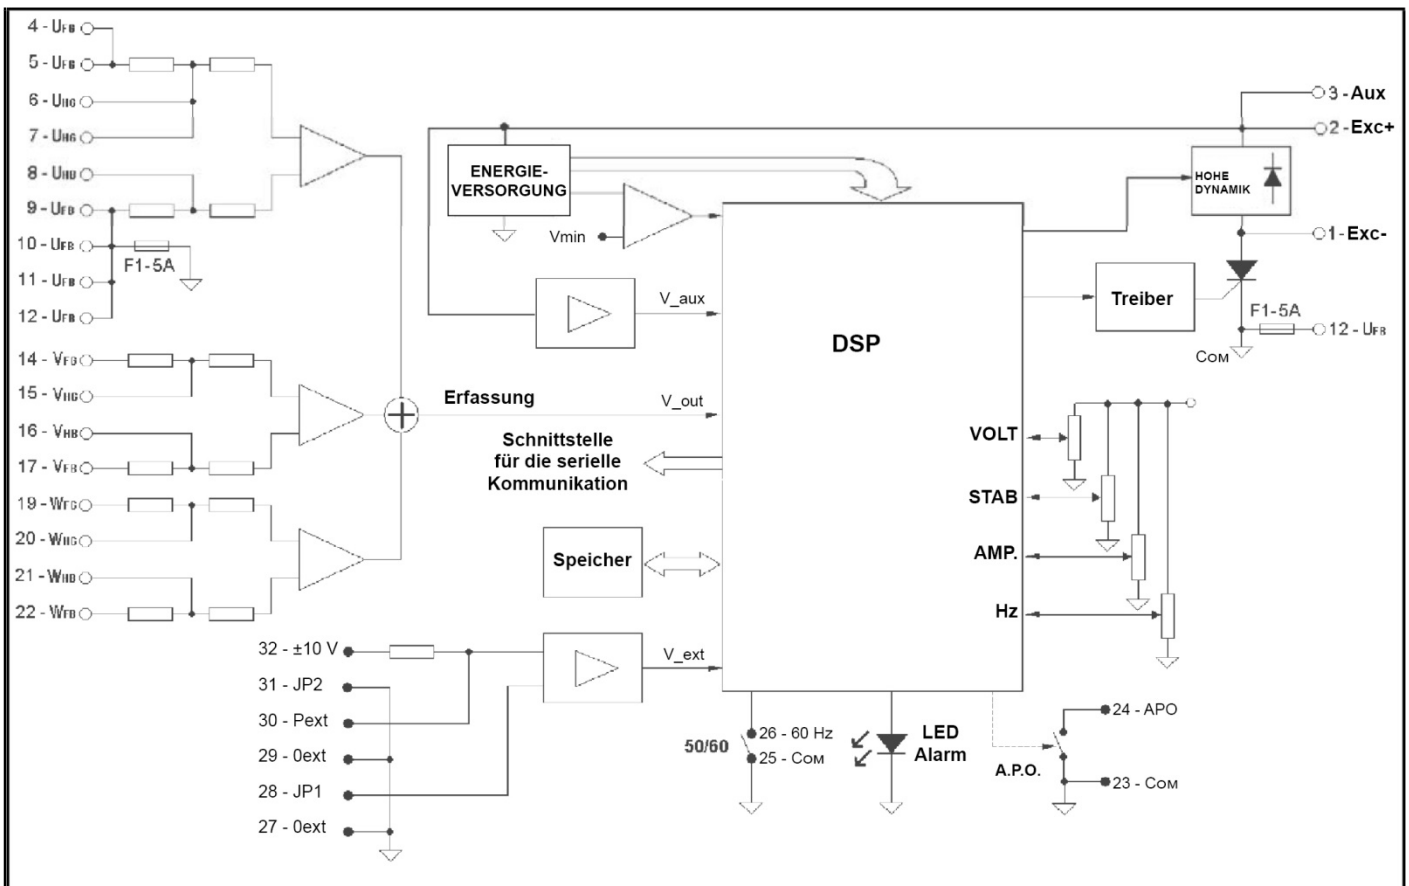 4 - UFB
5 - UFG
6 - UHG
7 - UHG
8 - UHB
9 - UFB
10 - UFB
F1-5A
11 - UFB
12 - UFB
14 - VFG
15 - VHG
16 - VHB
17 - VFB
19 - WFG
20 - WHG
21 - WHD
22 - WFB
32 - ±10 V
31 - JP2
30 - Pext
29 - 0ext
28 - JP1
27 - 0ext
ENERGIE-
VERSORGUNG
Vmin
V_aux
Erfassung
V_out
Schnittstelle
für die serielle
Kommunikation
Speicher
V_ext
DSP
3 - Aux
2 - Exc+
HOHE
DYNAMIK
1 - Exc-
Treiber
F1-5A
12 - UFB
COM
VOLT
STAB
AMP.
Hz
50/60
26 - 60 Hz
25 - COM
LED
Alarm
A.P.O.
24 - APO
23 - COM